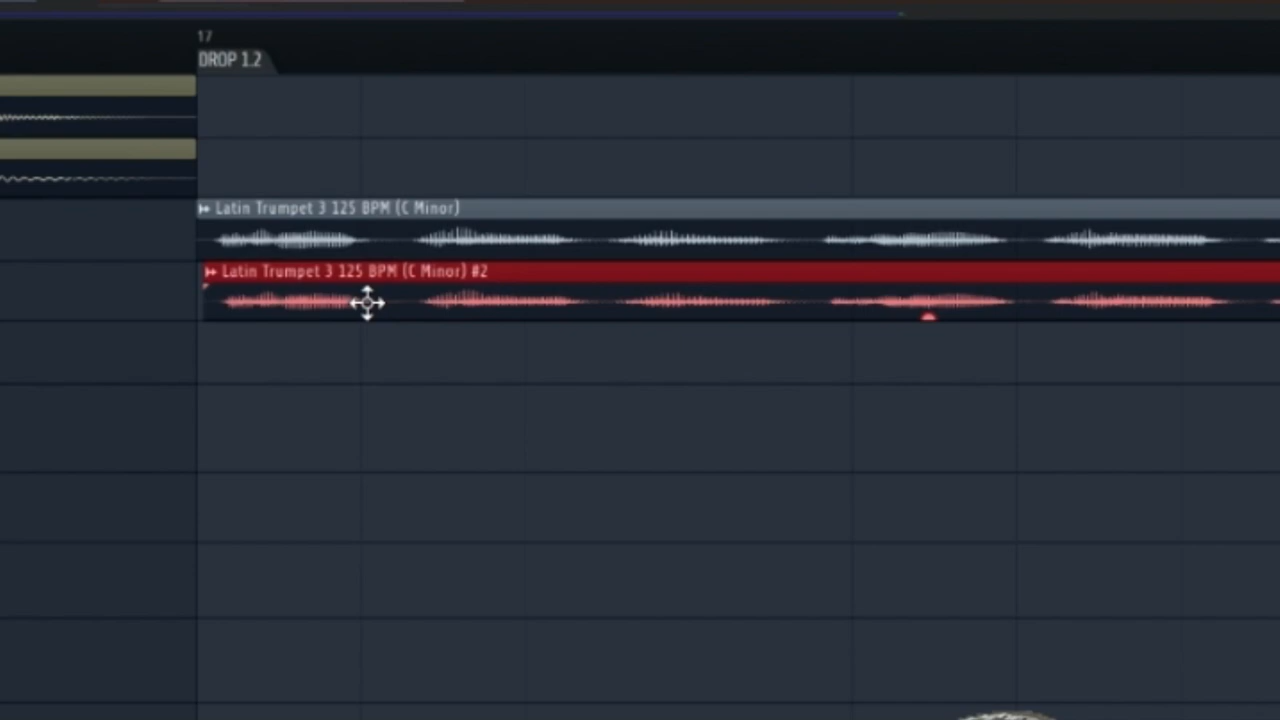 17
DROP 1.2
Latin Trumpet 3 125 BPM (C Minor)
Latin Trumpet 3 125 BPM (C Minor) #2